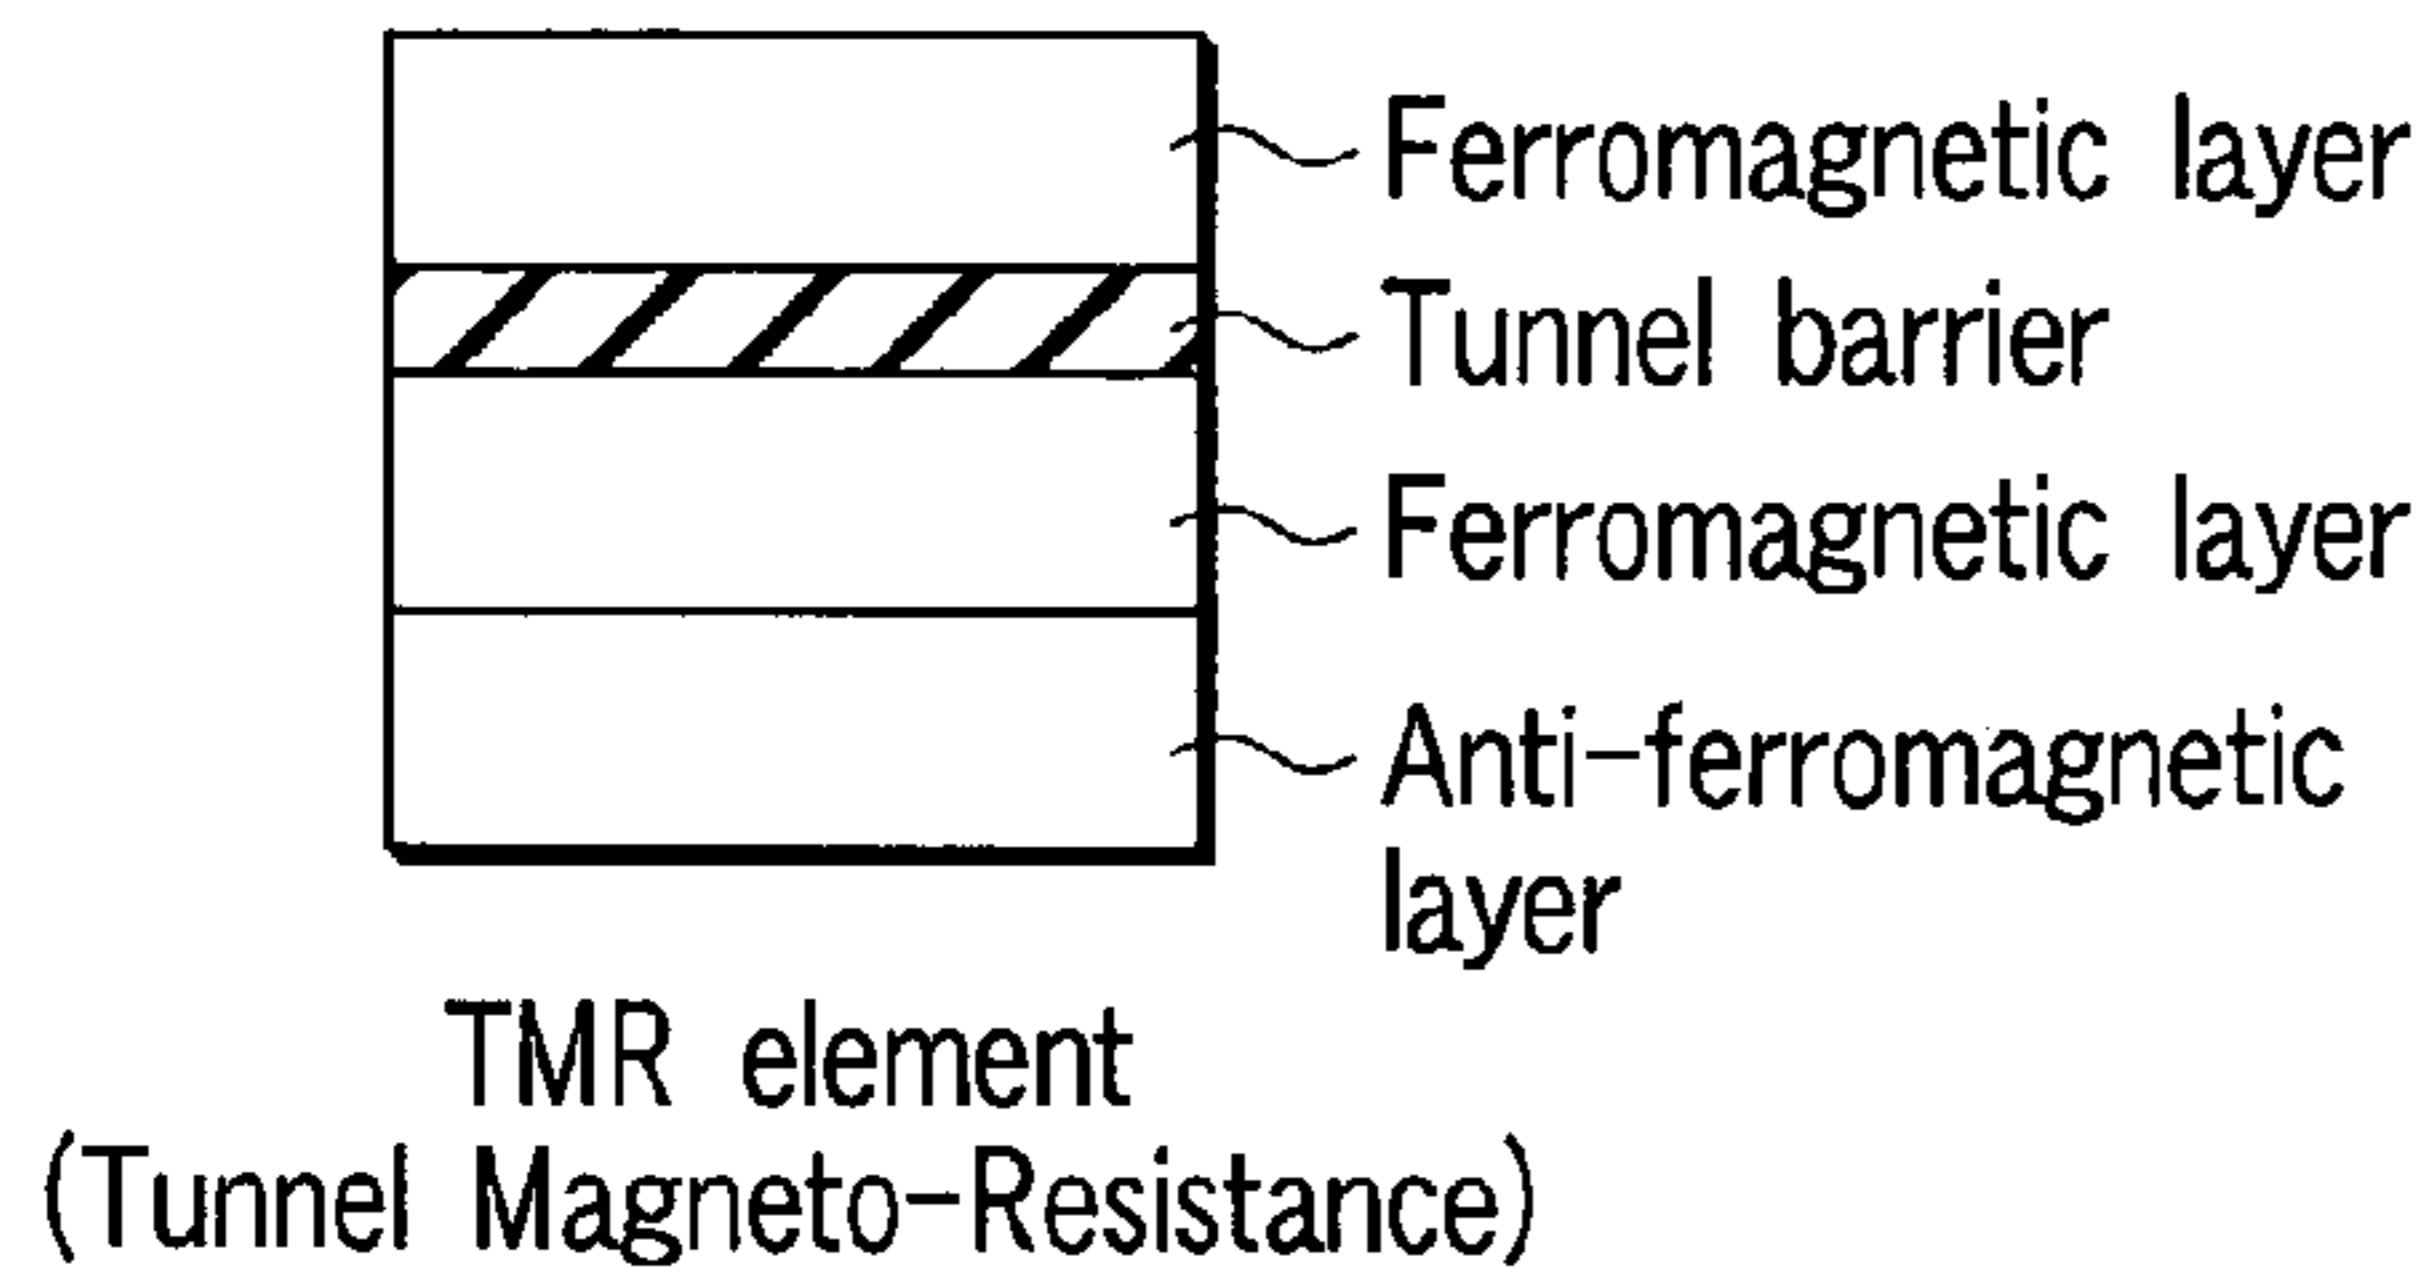 Ferromagnetic layer
Tunnel barrier
Ferromagnetic layer
Anti-ferromagnetic
layer
TMR element
(Tunnel Magneto-Resistance)